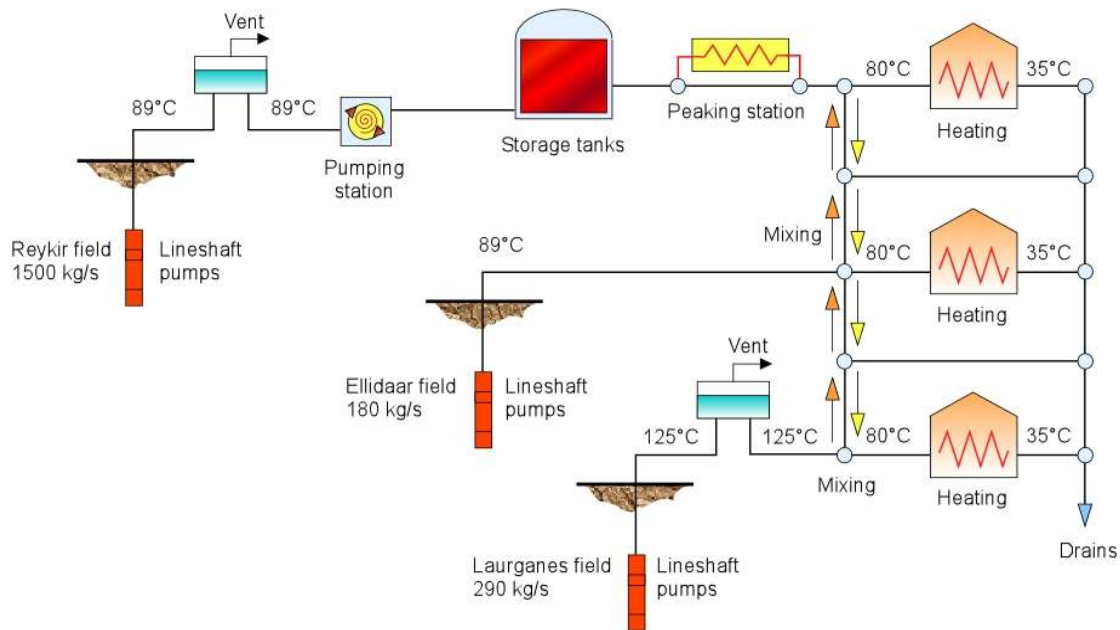 Vent
80°C
35°C
89°C
89°C
Peaking station
Heating
Storage tanks
Pumping
station
Reykir field
1500 kg/s
Lineshaft
pumps
89°C
Mixing
80°C
35°C
Heating
Vent
Ellidaar field
180 kg/s
Lineshaft
pumps
125°C
125°C
80°C
35°C
Mixing
Heating
Drains
Laurganes field
290 kg/s
Lineshaft
pumps